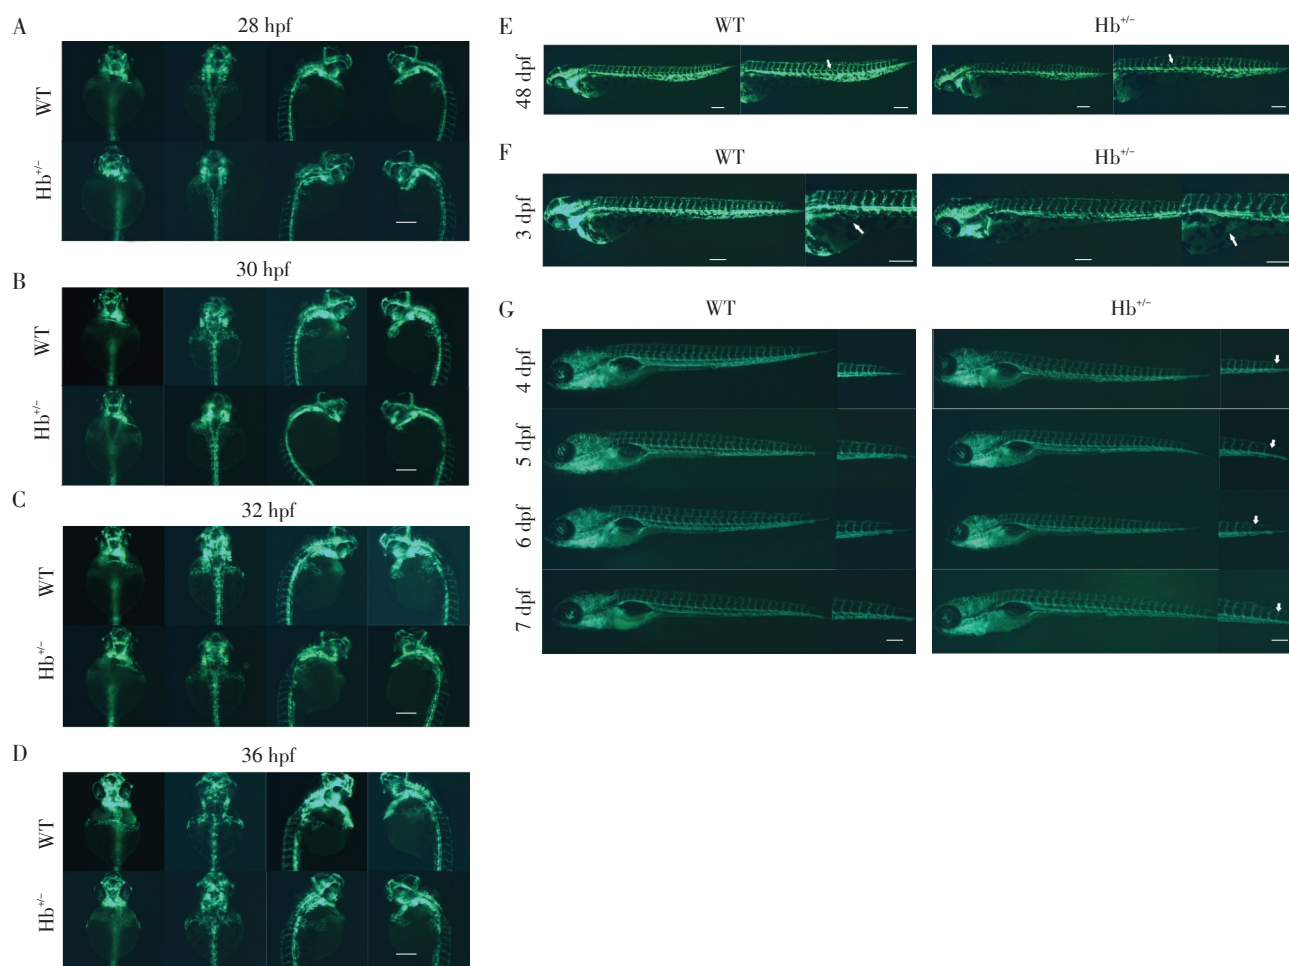 A
28 hpf
WT
Hb+/−
B
30 hpf
WT
Hb+/−
C
32 hpf
WT
Hb+/−
D
36 hpf
WT
Hb+/−
E
WT
Hb+/−
48 dpf
F
WT
Hb+/−
3 dpf
G
WT
Hb+/−
4 dpf
5 dpf
6 dpf
7 dpf